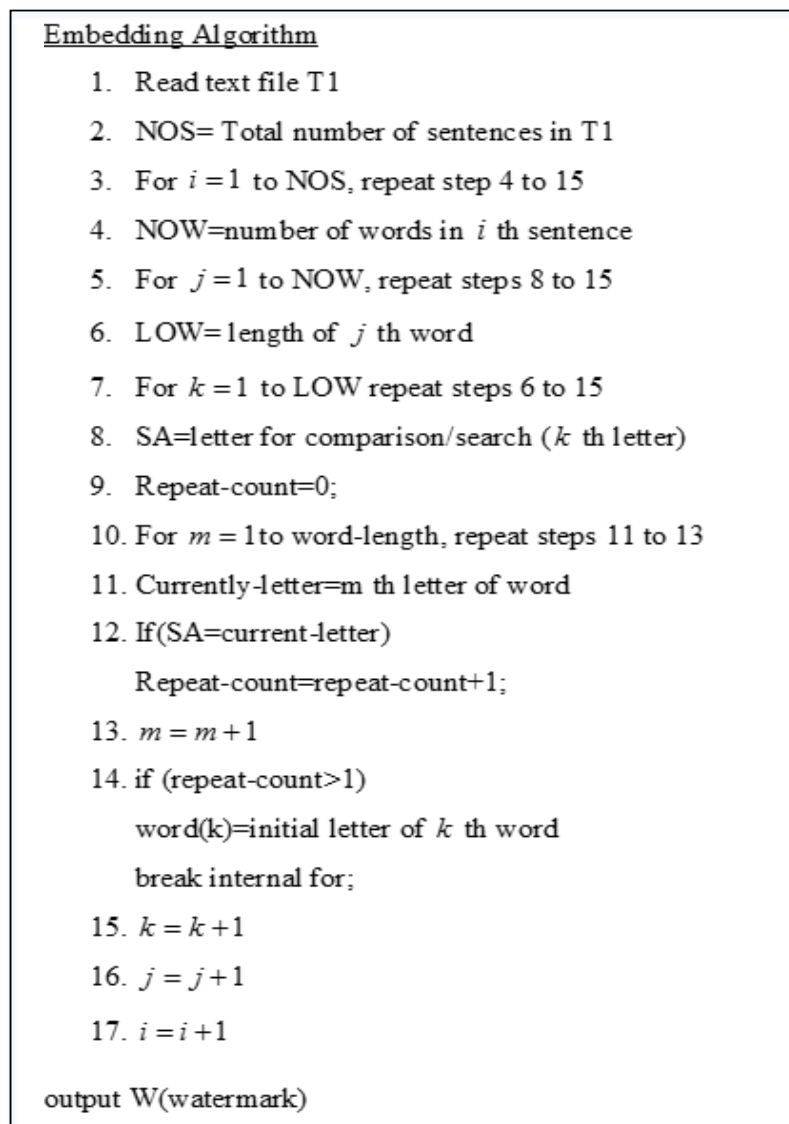 Embedding Algorithm
1. Read text file T1
2. NOS= Total number of sentences in T1
3. For i = 1 to NOS, repeat step 4 to 15
4. NOW=number of words in i th sentence
5. For j = 1 to NOW, repeat steps 8 to 15
6. LOW= length of j th word
7. For k = 1 to LOW repeat steps 6 to 15
8. SA=letter for comparison/search (k th letter)
9. Repeat-count=0;
10. For m = 1 to word-length, repeat steps 11 to 13
11. Currently-letter=m th letter of word
12. If(SA=current-letter)
Repeat-count=repeat-count+1;
13. m = m + 1
14. if (repeat-count>1)
word(k)=initial letter of k th word
break internal for;
15. k = k + 1
16. j = j + 1
17. i = i + 1
output W(watermark)